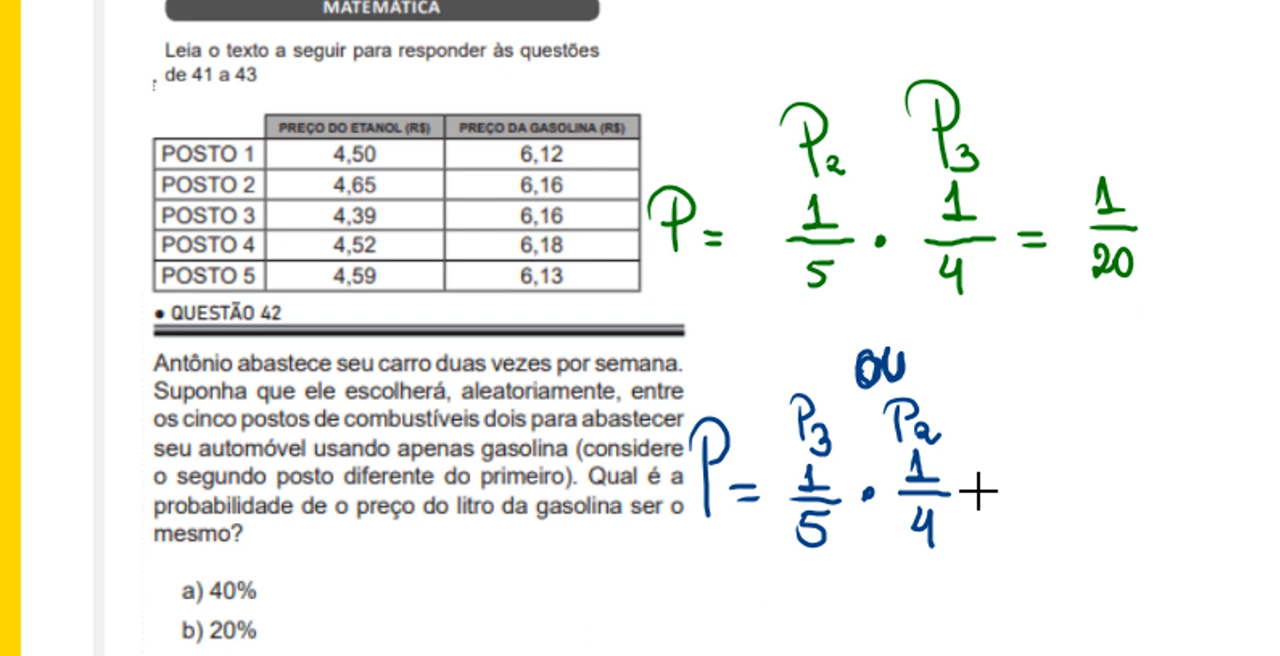 MATEMÁTICA
Leia o texto a seguir para responder às questões
de 41 a 43
PREÇO DO ETANOL (R$) PREÇO DA GASOLINA (R$)
POSTO 1 4,50 6,12
POSTO 2 4,65 6,16
POSTO 3 4,39 6,16
POSTO 4 4,52 6,18
POSTO 5 4,59 6,13
• QUESTÃO 42
Antônio abastece seu carro duas vezes por semana.
Suponha que ele escolherá, aleatoriamente, entre
os cinco postos de combustíveis dois para abastecer
seu automóvel usando apenas gasolina (considere
o segundo posto diferente do primeiro). Qual é a
probabilidade de o preço do litro da gasolina ser o
mesmo?
a) 40%
b) 20%
P2 P3
P = 1/5 . 1/4 = 1/20
ou
P3 P2
P = 1/5 . 1/4